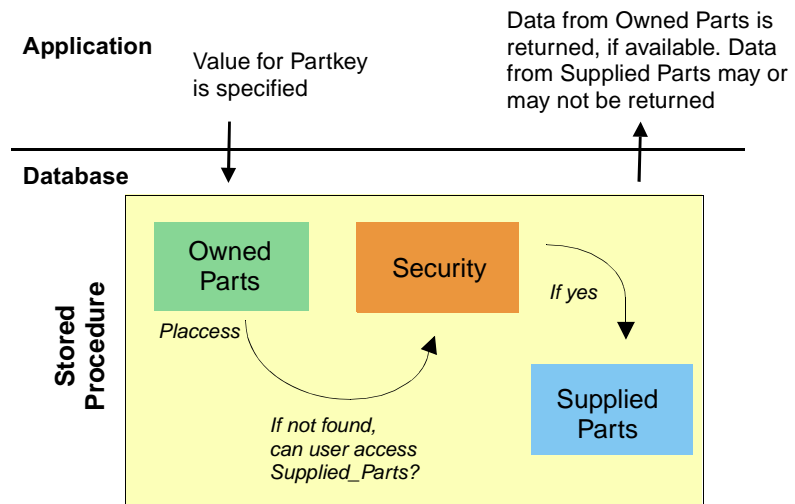 Application
Value for Partkey
is specified
Data from Owned Parts is
returned, if available. Data
from Supplied Parts may or
may not be returned
Database
Stored
Procedure
Owned
Parts
Security
Placcess
If yes
If not found,
can user access
Supplied_Parts?
Supplied
Parts